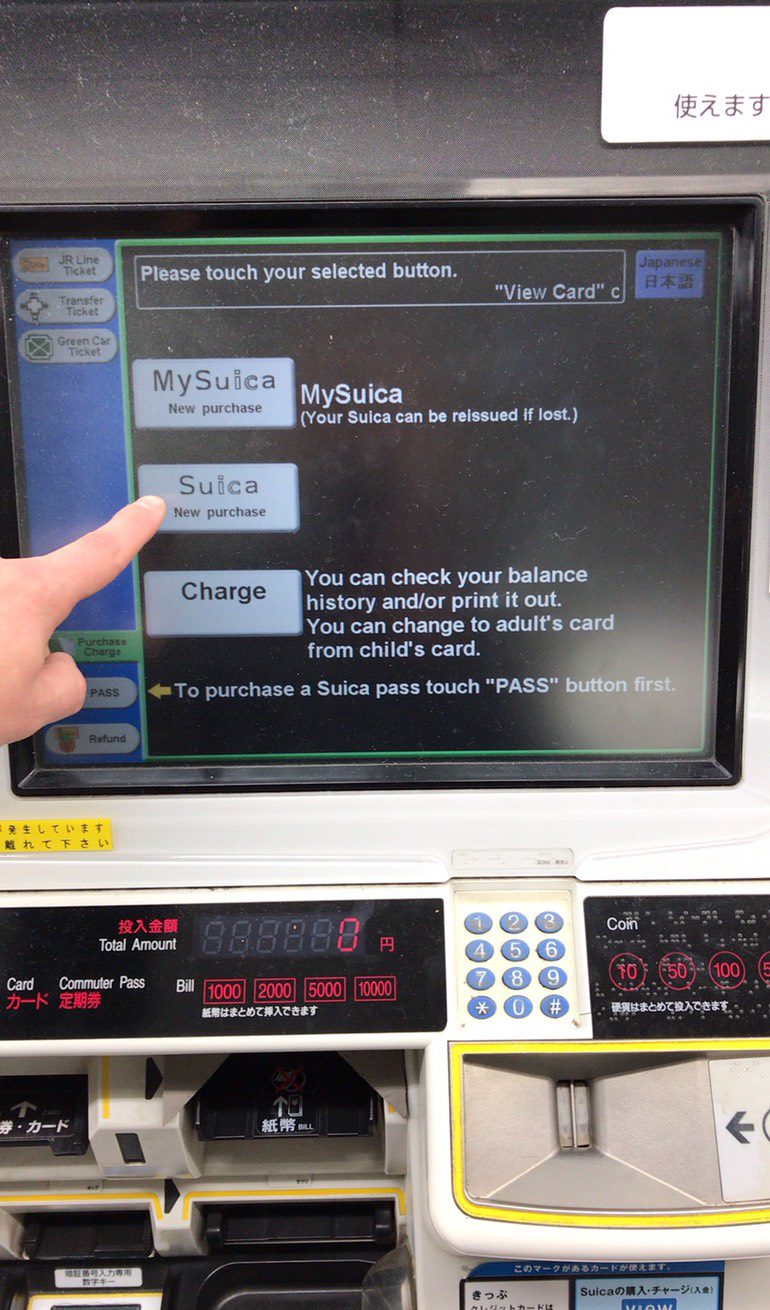 使えます
JR Line
Ticket
Transfer
Ticket
Green Car
Ticket
Please touch your selected button.
"View Card" c
Japanese
日本語
MySuica
New purchase
MySuica
(Your Suica can be reissued if lost.)
Suica
New purchase
Charge
You can check your balance
history and/or print it out.
You can change to adult's card
from child's card.
Purchase
Charge
PASS
To purchase a Suica pass touch "PASS" button first.
Refund
発生しています
離れて下さい
投入金額
Total Amount
0 円
Card
カード
Commuter Pass
定期券
Bill
1000 2000 5000 10000
紙幣はまとめて挿入できます
1 2 3
4 5 6
7 8 9
* 0 #
Coin
10 50 100 5
硬貨はまとめて投入できます
券・カード
紙幣 BILL
暗証番号入力専用
数字キー
このマークがあるカードが使えます。
きっぷ
クレジットカードは
Suicaの購入・チャージ(入金)
VIEW